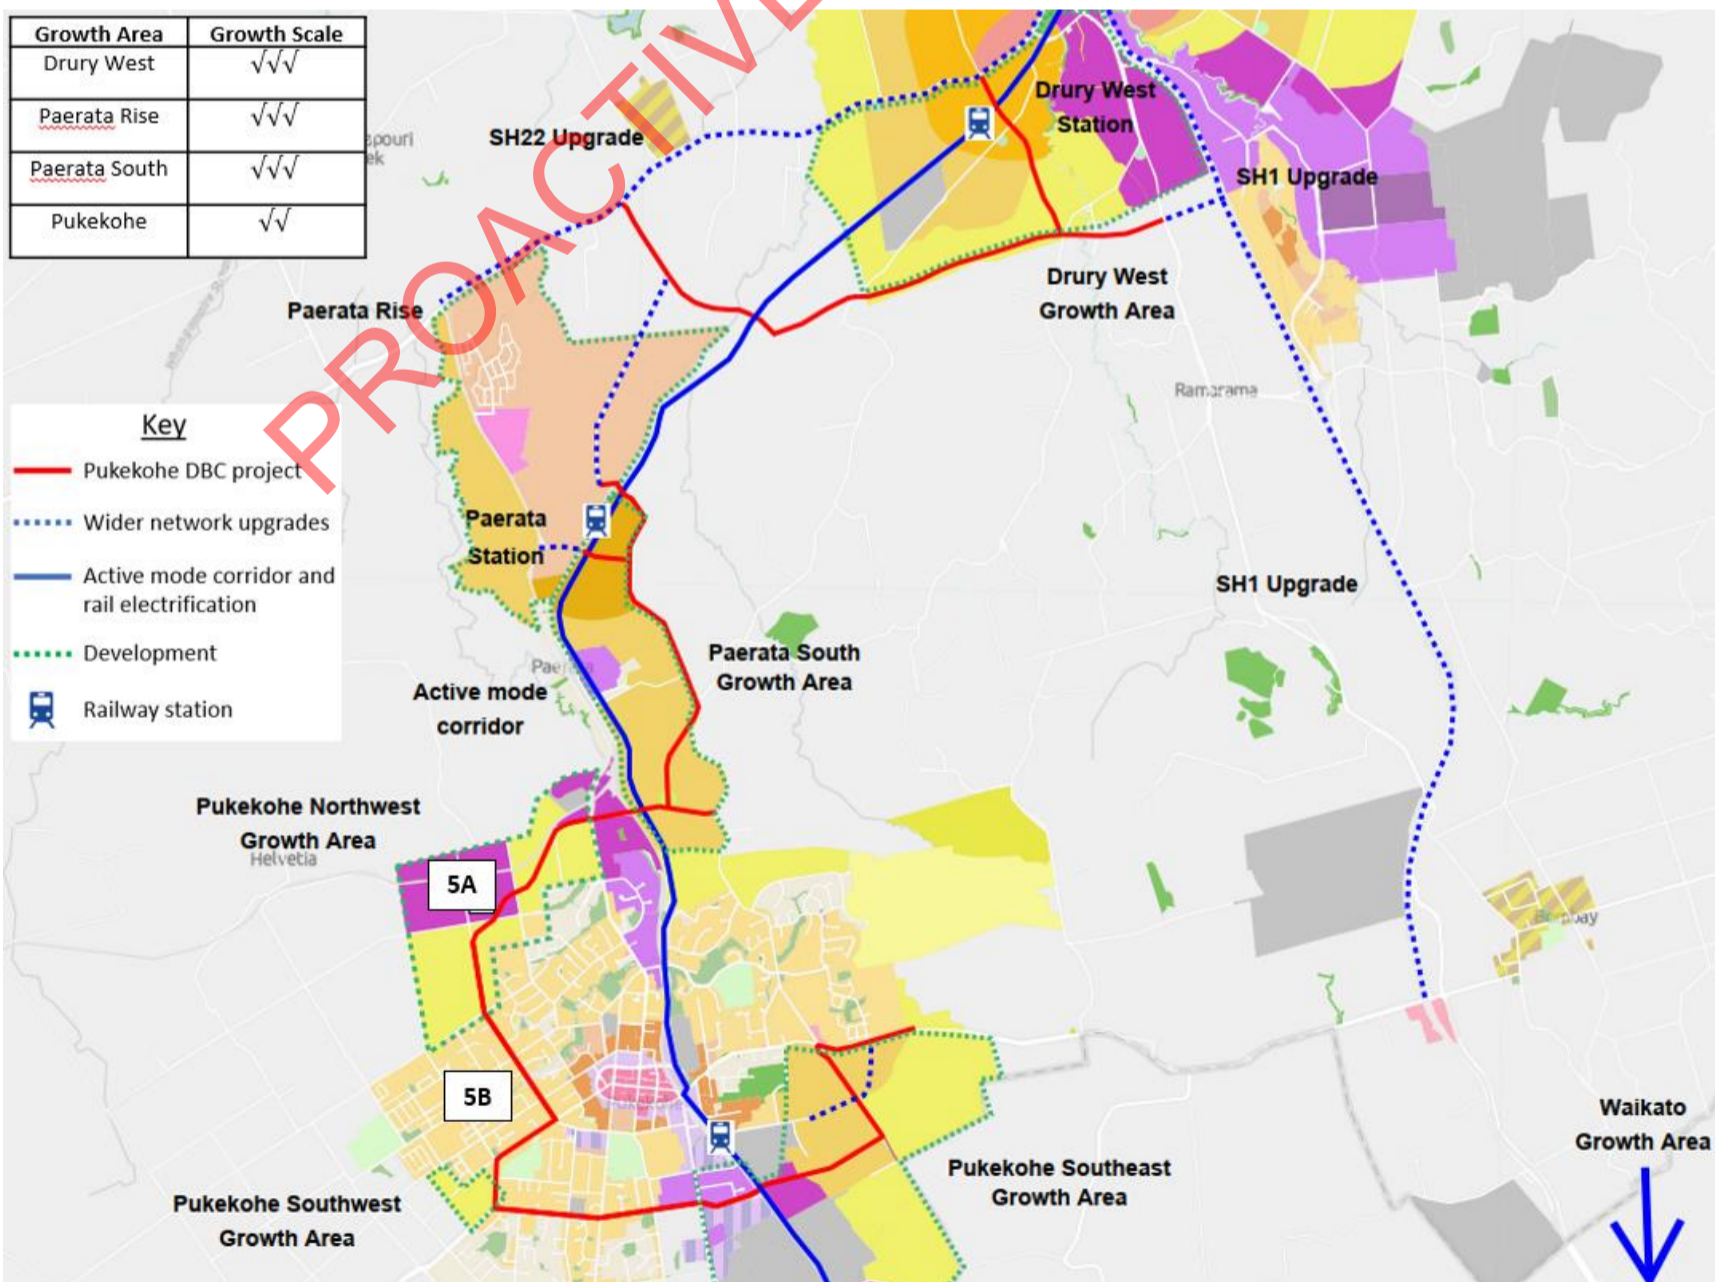 Growth Area Growth Scale
Drury West √√√
Paerata Rise √√√
Paerata South √√√
Pukekohe √√
PROACTIVE
SH22 Upgrade
Drury West
Station
SH1 Upgrade
Drury West
Growth Area
Paerata Rise
Key
Pukekohe DBC project
Wider network upgrades
Active mode corridor and
rail electrification
Development
Railway station
Ramarama
Paerata
Station
SH1 Upgrade
Paerata South
Growth Area
Active mode
corridor
Pukekohe Northwest
Growth Area
Helvetia
5A
5B
Bombay
Waikato
Growth Area
Pukekohe Southeast
Growth Area
Pukekohe Southwest
Growth Area